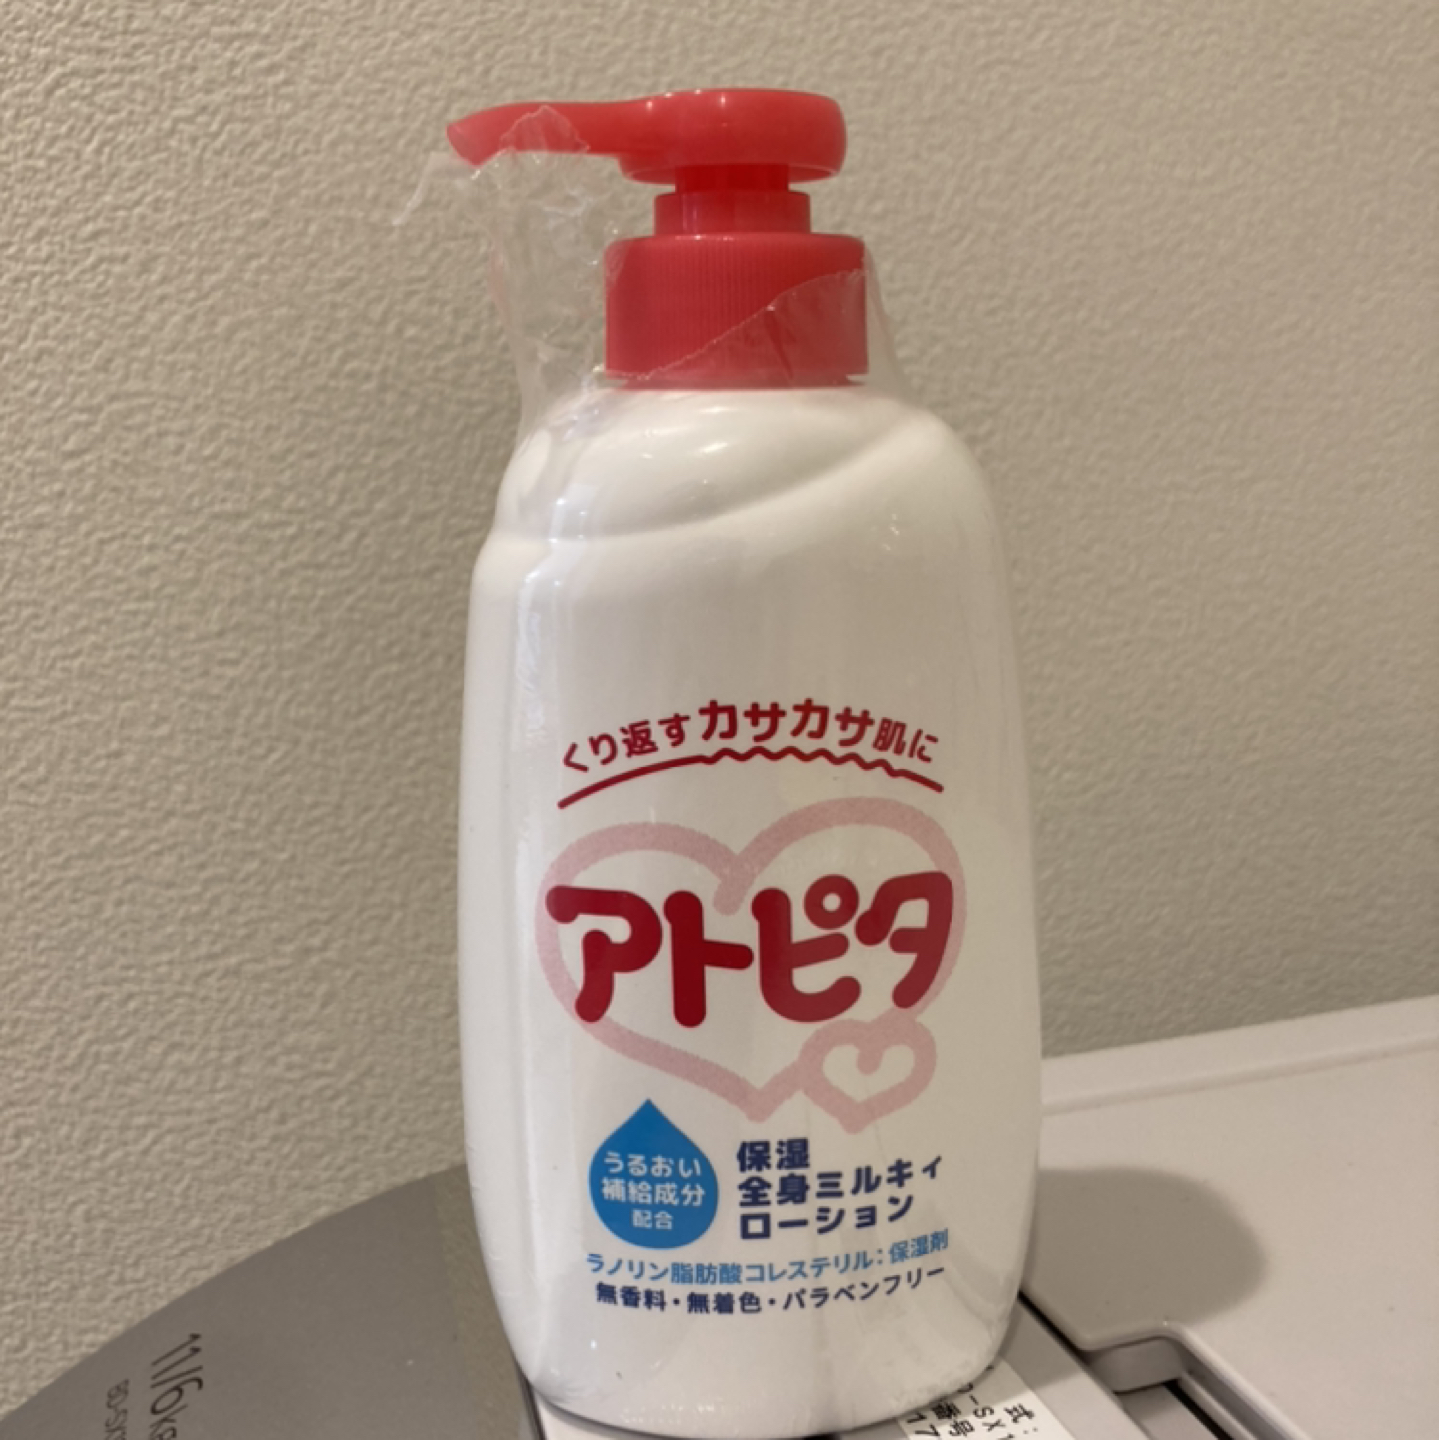 くり返すカサカサ肌に
アトピタ
うるおい
補給成分
配合
保湿
全身ミルキィ
ローション
ラノリン脂肪酸コレステリル:保湿剤
無香料・無着色・パラベンフリー
11/6kg